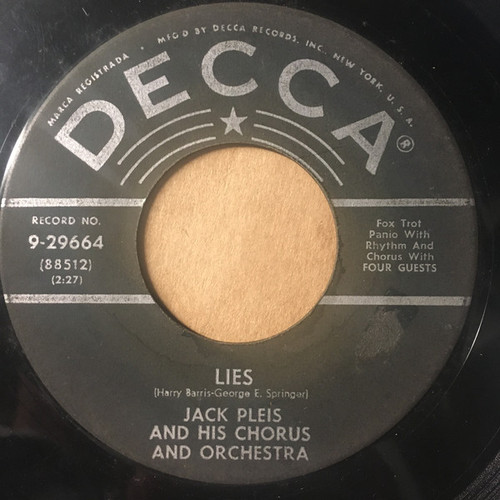 MARCA REGISTRADA • MFG'D BY DECCA RECORDS, INC., NEW YORK, U. S. A.
DECCA®
RECORD NO.
9-29664
(88512)
(2:27)
Fox Trot
Panio With
Rhythm And
Chorus With
FOUR GUESTS
LIES
(Harry Barris-George E. Springer)
JACK PLEIS
AND HIS CHORUS
AND ORCHESTRA